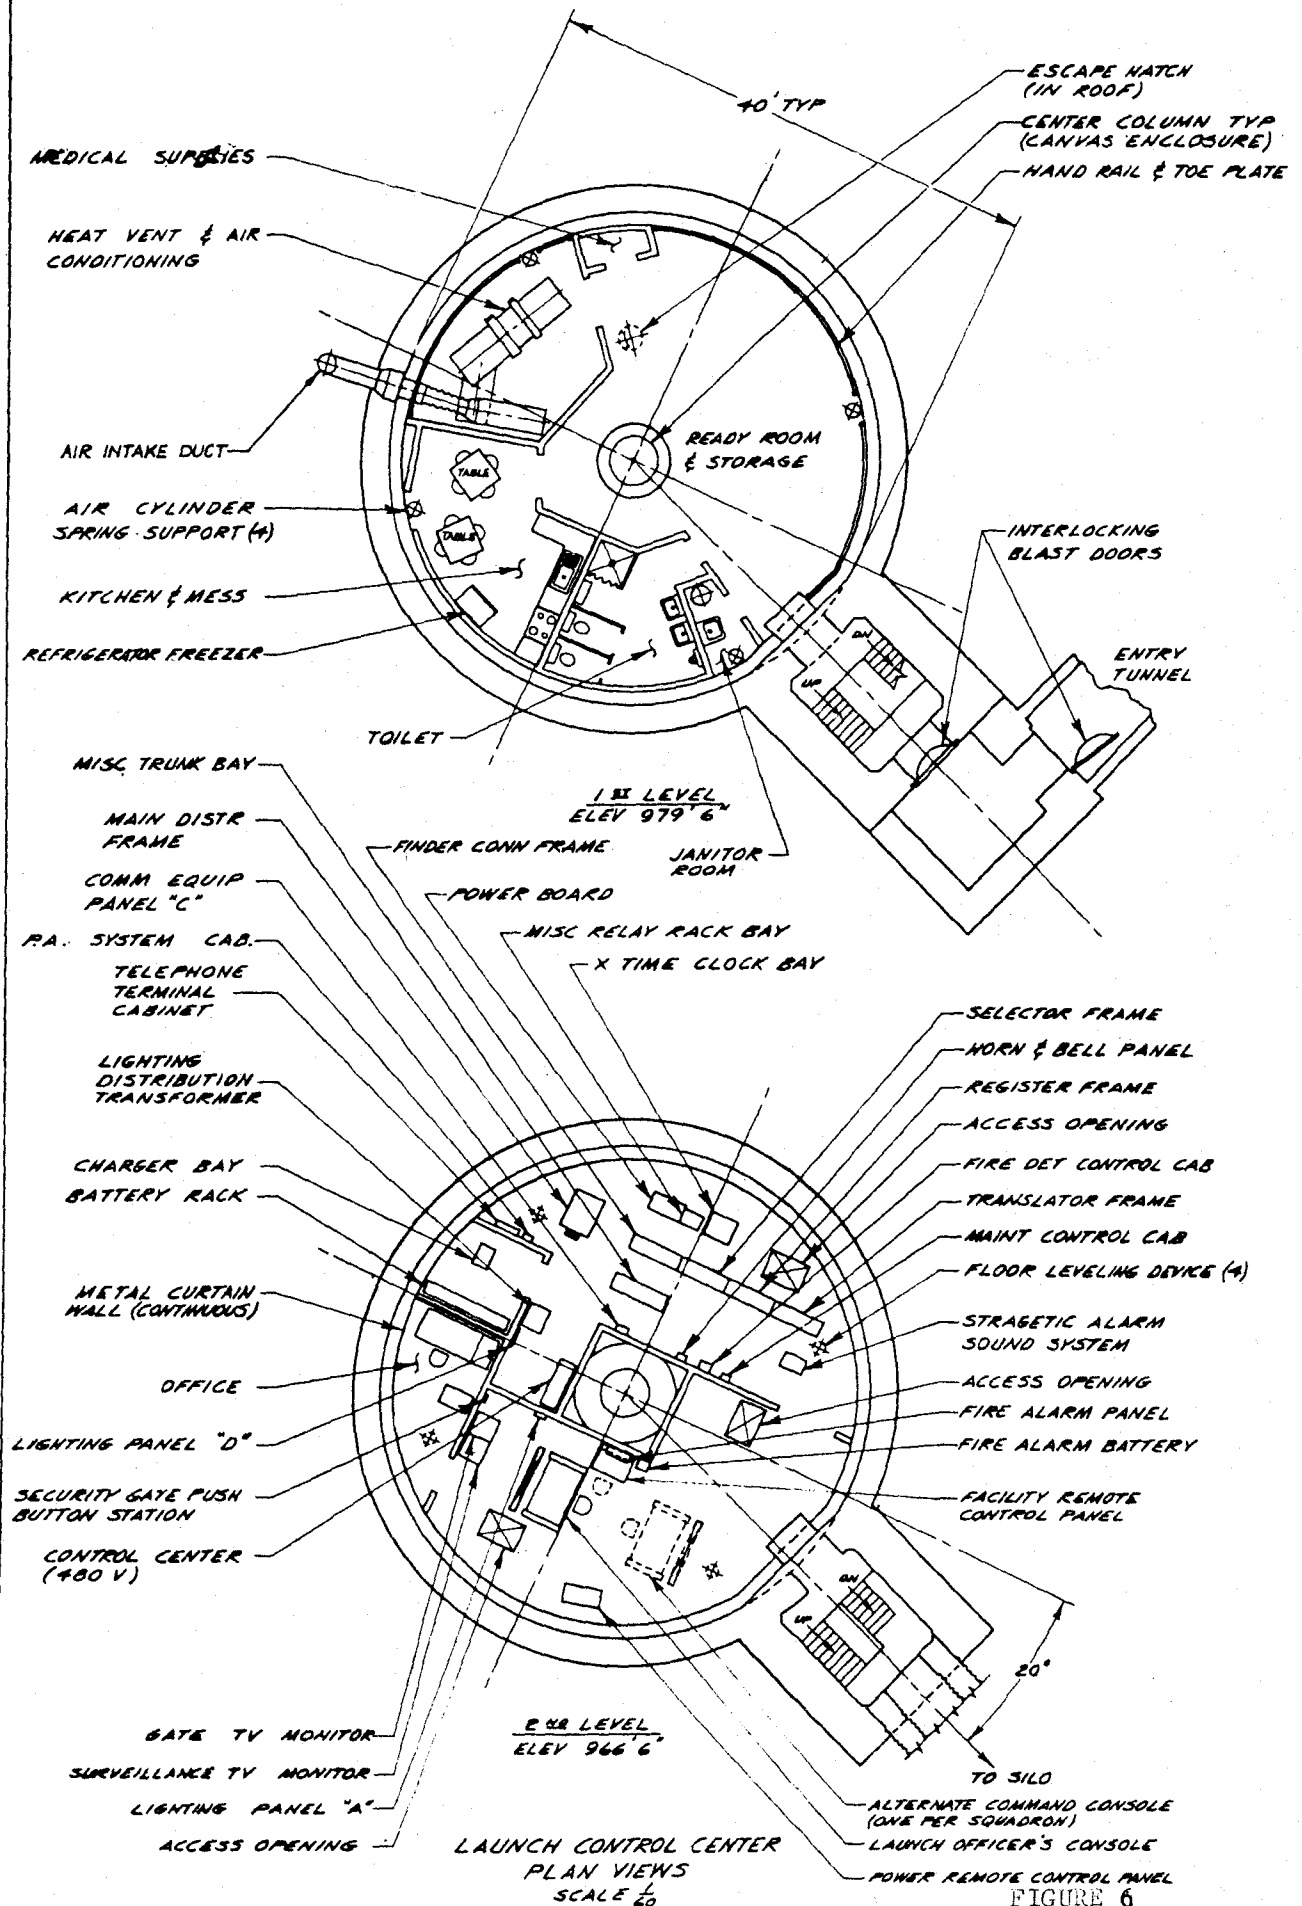 40' TYP
ESCAPE HATCH
(IN ROOF)
CENTER COLUMN TYP
(CANVAS ENCLOSURE)
HAND RAIL & TOE PLATE
MEDICAL SUPPLIES
HEAT VENT & AIR
CONDITIONING
AIR INTAKE DUCT
AIR CYLINDER
SPRING SUPPORT (4)
KITCHEN & MESS
REFRIGERATOR FREEZER
TOILET
TABLE
TABLE
READY ROOM
& STORAGE
INTERLOCKING
BLAST DOORS
DN
UP
ENTRY
TUNNEL
1 ST LEVEL
ELEV 979' 6"
JANITOR
ROOM
MISC TRUNK BAY
MAIN DISTR
FRAME
COMM EQUIP
PANEL "C"
P.A. SYSTEM CAB.
TELEPHONE
TERMINAL
CABINET
LIGHTING
DISTRIBUTION
TRANSFORMER
CHARGER BAY
BATTERY RACK
METAL CURTAIN
WALL (CONTINUOUS)
OFFICE
LIGHTING PANEL "D"
SECURITY GATE PUSH
BUTTON STATION
CONTROL CENTER
(480 V)
GATE TV MONITOR
SURVEILLANCE TV MONITOR
LIGHTING PANEL "A"
ACCESS OPENING
FINDER CONN FRAME
POWER BOARD
MISC RELAY RACK BAY
X TIME CLOCK BAY
SELECTOR FRAME
HORN & BELL PANEL
REGISTER FRAME
ACCESS OPENING
FIRE DET CONTROL CAB
TRANSLATOR FRAME
MAINT CONTROL CAB
FLOOR LEVELING DEVICE (4)
STRAGETIC ALARM
SOUND SYSTEM
ACCESS OPENING
FIRE ALARM PANEL
FIRE ALARM BATTERY
FACILITY REMOTE
CONTROL PANEL
DN
UP
20°
TO SILO
ALTERNATE COMMAND CONSOLE
(ONE PER SQUADRON)
LAUNCH OFFICER'S CONSOLE
POWER REMOTE CONTROL PANEL
2 ND LEVEL
ELEV 966' 6"
LAUNCH CONTROL CENTER
PLAN VIEWS
SCALE 1/20
FIGURE 6